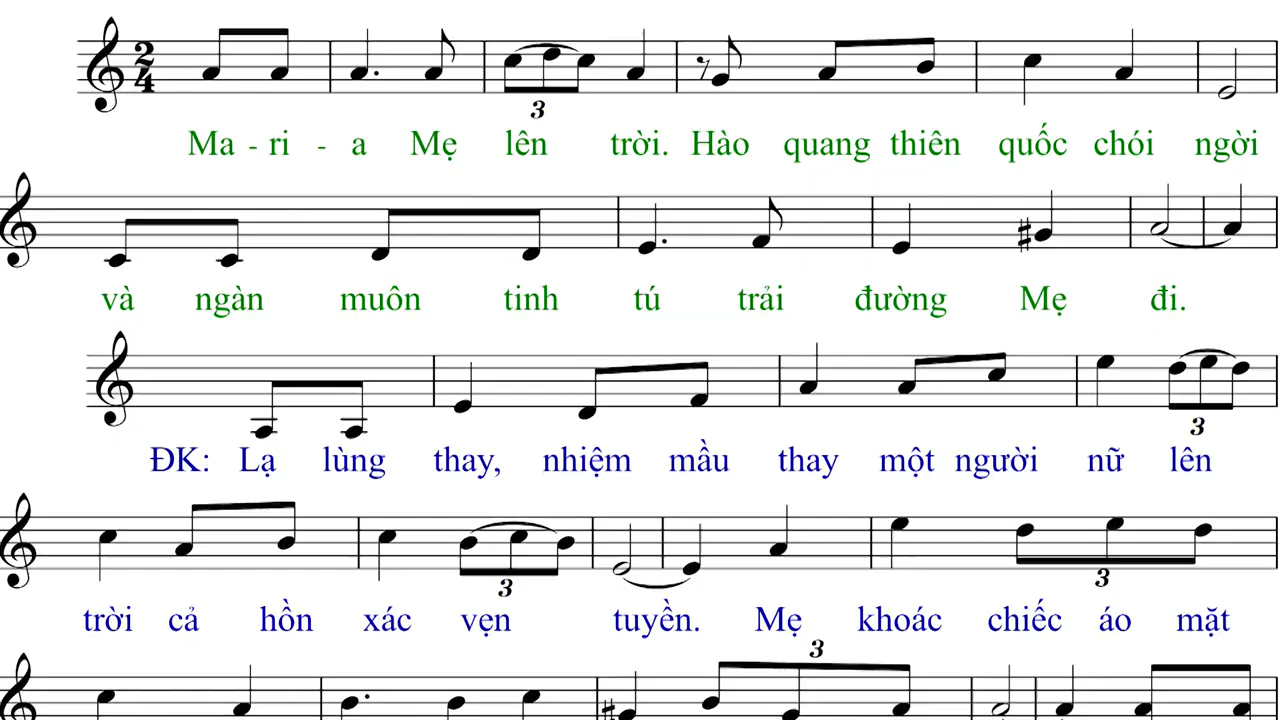 Ma - ri - a Mẹ lên trời. Hào quang thiên quốc chói ngời
và ngàn muôn tinh tú trải đường Mẹ đi.
ĐK: Lạ lùng thay, nhiệm mầu thay một người nữ lên
trời cả hồn xác vẹn tuyền. Mẹ khoác chiếc áo mặt